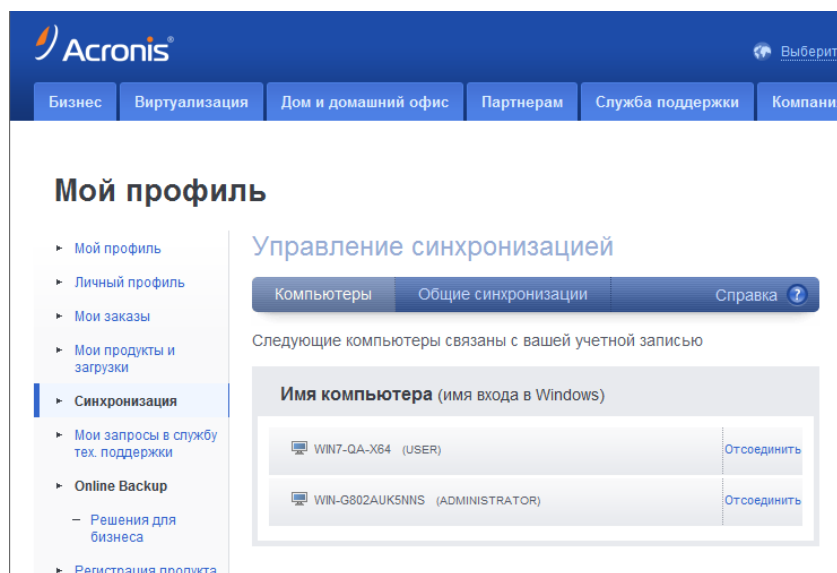 Acronis®
Выберит
Бизнес Виртуализация Дом и домашний офис Партнерам Служба поддержки Компани
Мой профиль
Мой профиль
Личный профиль
Мои заказы
Мои продукты и
загрузки
Синхронизация
Мои запросы в службу
тех. поддержки
Online Backup
– Решения для
бизнеса
Регистрация продукта
Управление синхронизацией
Компьютеры Общие синхронизации Справка ?
Следующие компьютеры связаны с вашей учетной записью
Имя компьютера (имя входа в Windows)
WIN7-QA-X64 (USER) Отсоединить
WIN-G802AUK5NNS (ADMINISTRATOR) Отсоединить